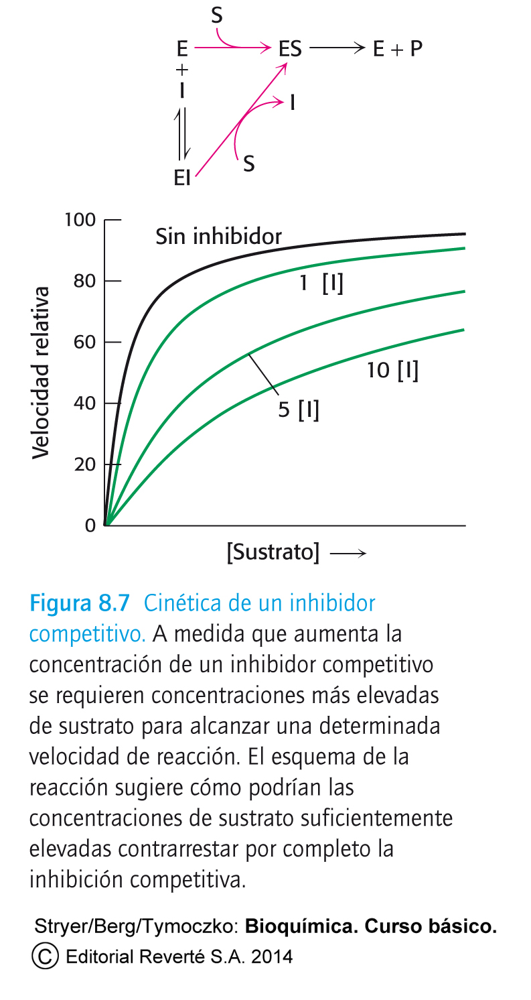 S
E
ES
E + P
+
I
I
S
EI
100
Sin inhibidor
80
1 [I]
60
10 [I]
40
5 [I]
20
0
Velocidad relativa
[Sustrato]
Figura 8.7 Cinética de un inhibidor
competitivo. A medida que aumenta la
concentración de un inhibidor competitivo
se requieren concentraciones más elevadas
de sustrato para alcanzar una determinada
velocidad de reacción. El esquema de la
reacción sugiere cómo podrían las
concentraciones de sustrato suficientemente
elevadas contrarrestar por completo la
inhibición competitiva.
Stryer/Berg/Tymoczko: Bioquímica. Curso básico.
© Editorial Reverté S.A. 2014